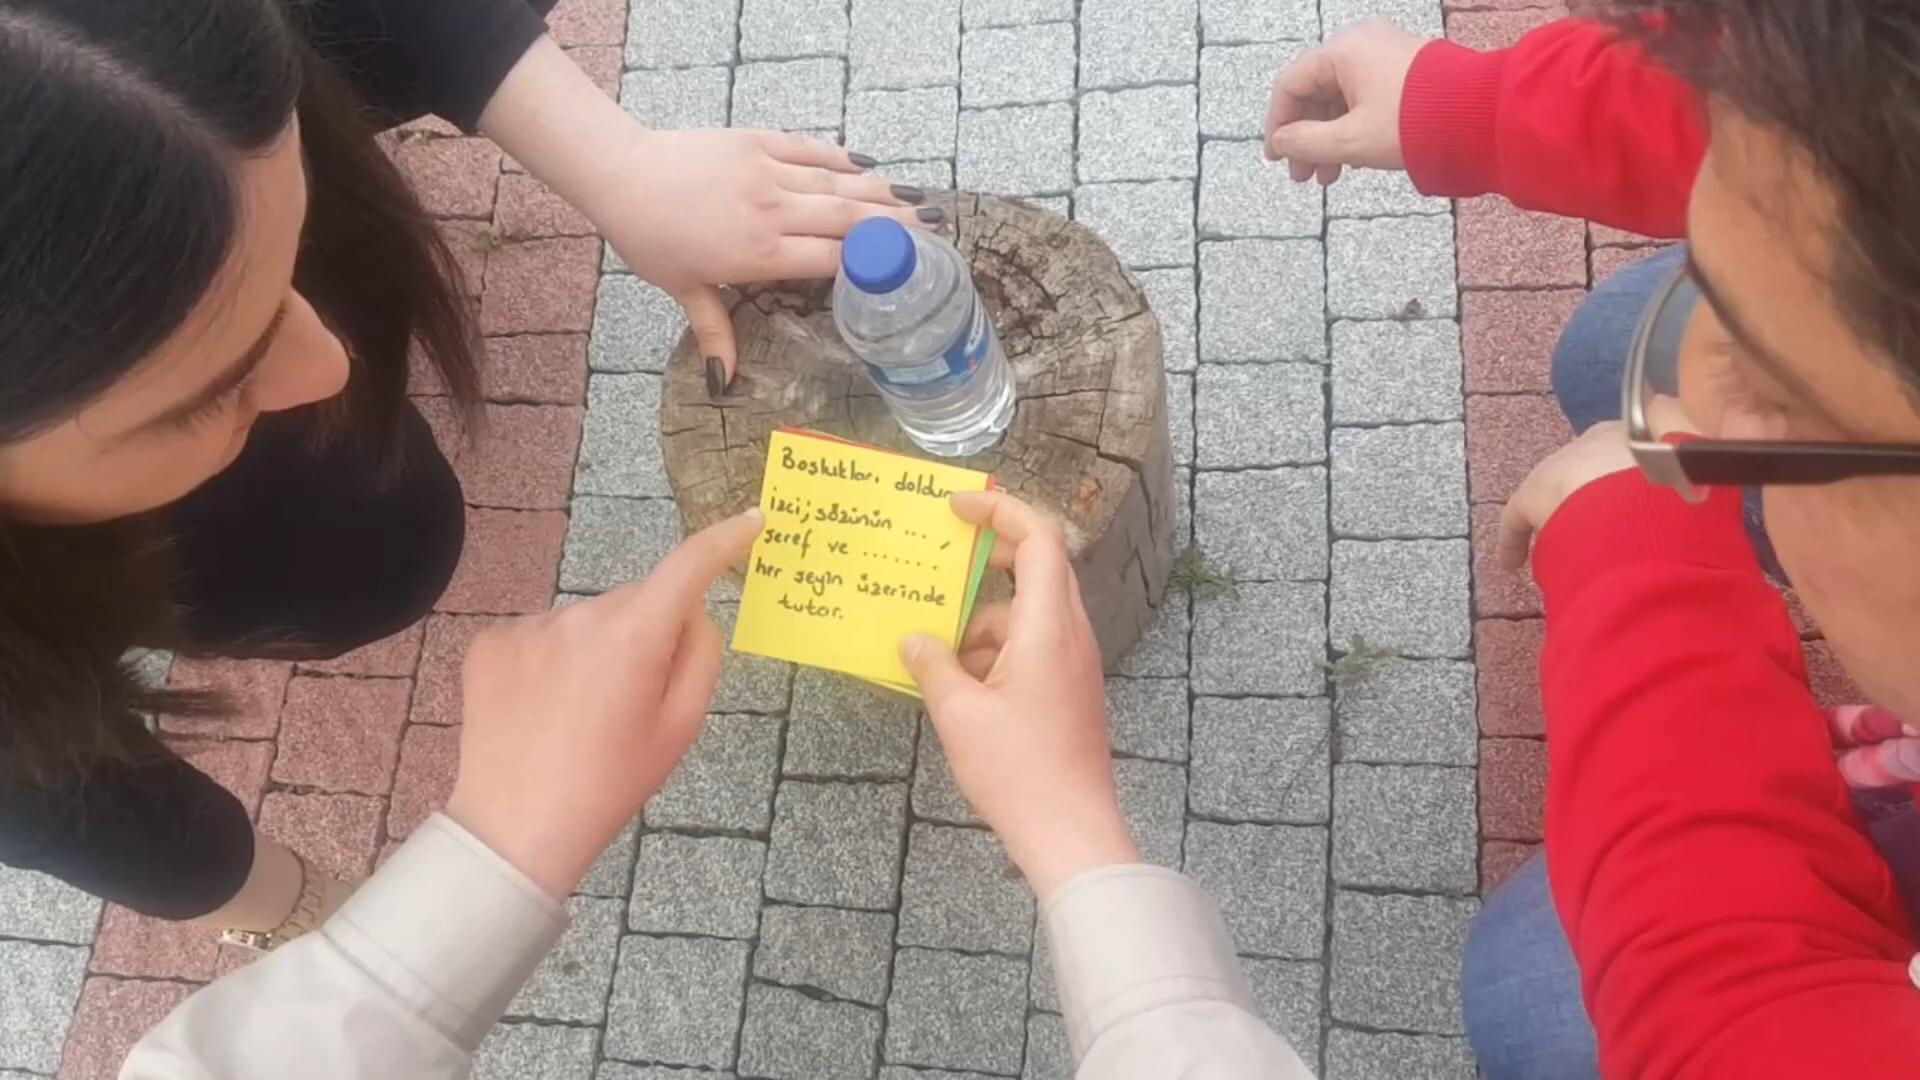 Boşlukları doldur
izci; sözünün ... ,
şeref ve .......
her şeyin üzerinde
tutar.